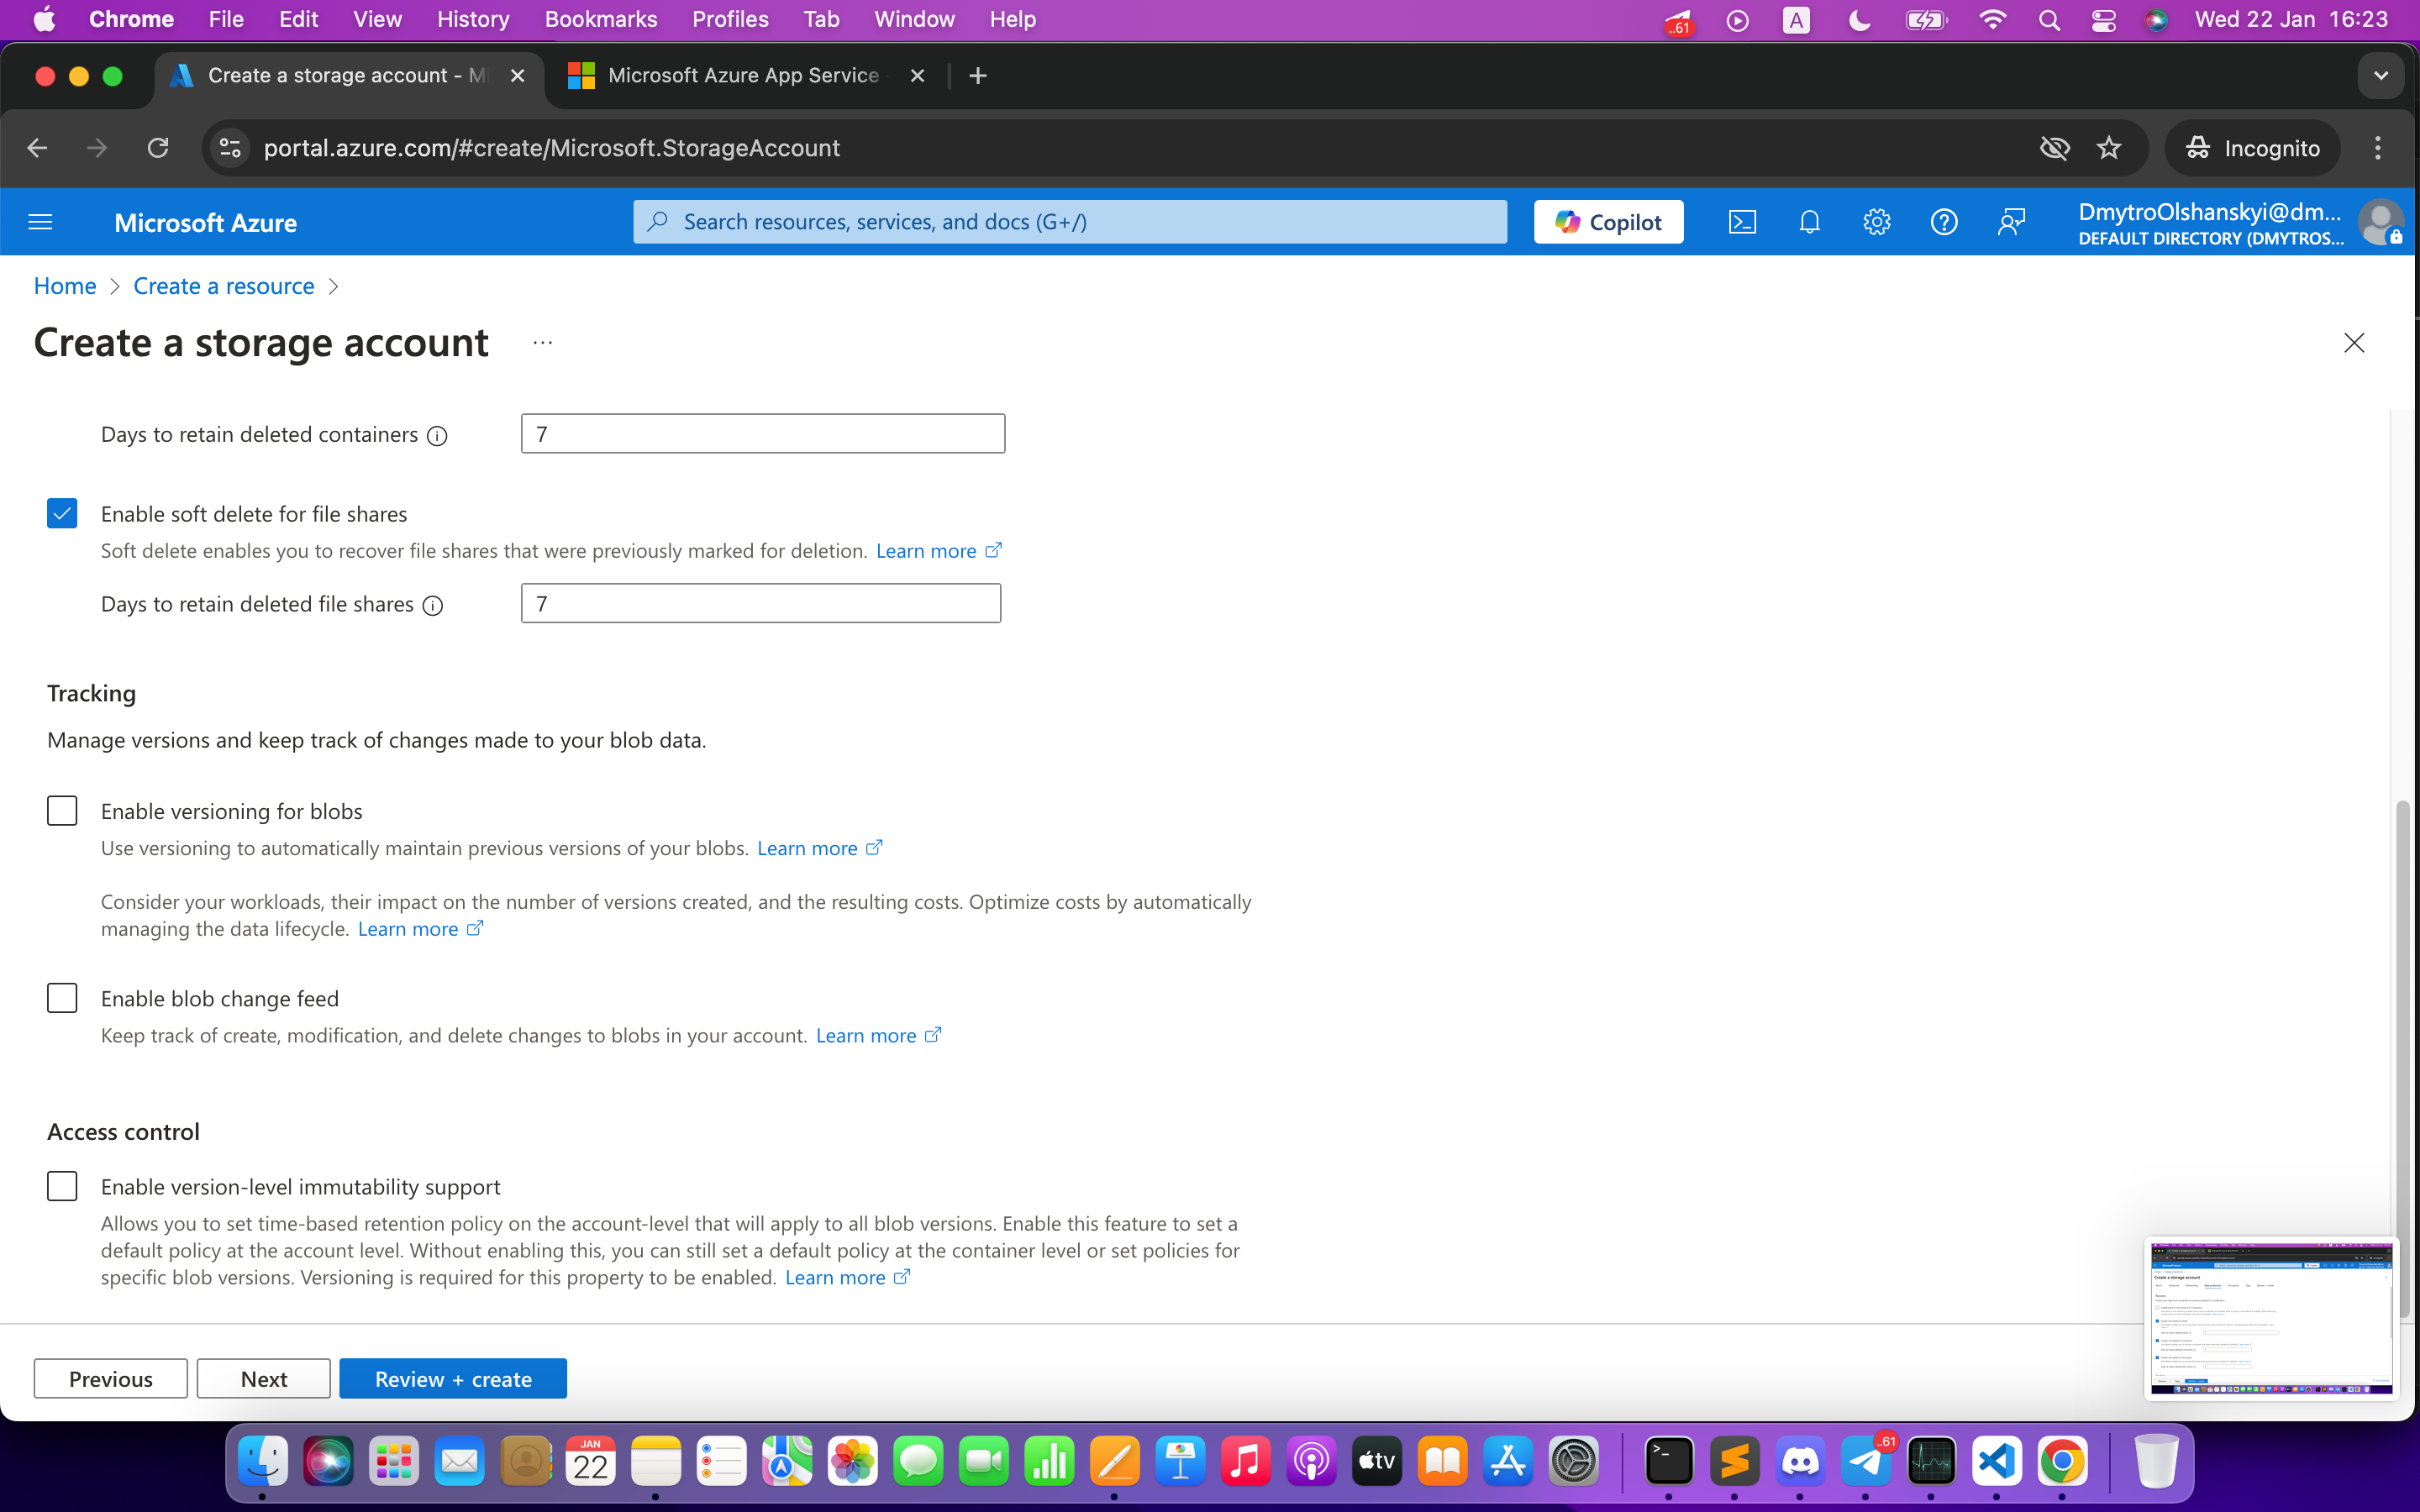 Chrome File Edit View History Bookmarks Profiles Tab Window Help
..61
A
Wed 22 Jan 16:23
Create a storage account - Mi
Microsoft Azure App Service -
portal.azure.com/#create/Microsoft.StorageAccount
Incognito
Microsoft Azure
Search resources, services, and docs (G+/)
Copilot
DmytroOlshanskyi@dm...
DEFAULT DIRECTORY (DMYTROS...
Home > Create a resource >
Create a storage account ...
Days to retain deleted containers
7
Enable soft delete for file shares
Soft delete enables you to recover file shares that were previously marked for deletion. Learn more
Days to retain deleted file shares
7
Tracking
Manage versions and keep track of changes made to your blob data.
Enable versioning for blobs
Use versioning to automatically maintain previous versions of your blobs. Learn more
Consider your workloads, their impact on the number of versions created, and the resulting costs. Optimize costs by automatically
managing the data lifecycle. Learn more
Enable blob change feed
Keep track of create, modification, and delete changes to blobs in your account. Learn more
Access control
Enable version-level immutability support
Allows you to set time-based retention policy on the account-level that will apply to all blob versions. Enable this feature to set a
default policy at the account level. Without enabling this, you can still set a default policy at the container level or set policies for
specific blob versions. Versioning is required for this property to be enabled. Learn more
Previous
Next
Review + create
Create a storage account
JAN
22
tv
..61